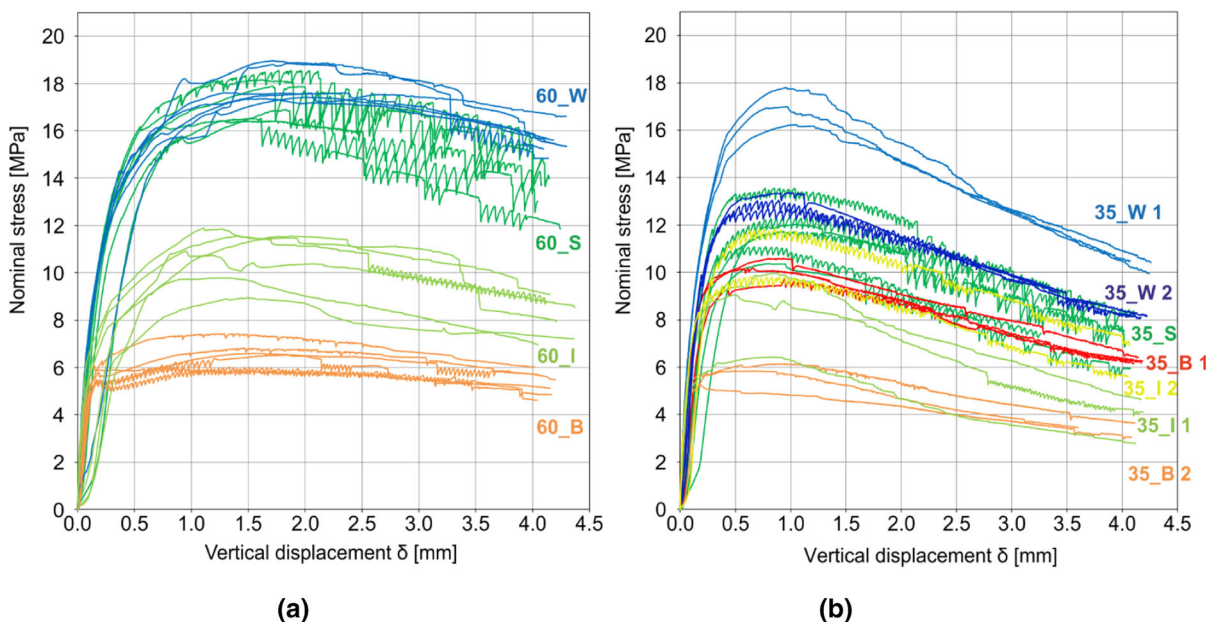 Nominal stress [MPa]
20
18
16
14
12
10
8
6
4
2
0
60_W
60_S
60_I
60_B
0.0 0.5 1.0 1.5 2.0 2.5 3.0 3.5 4.0 4.5
Vertical displacement δ [mm]
(a)
Nominal stress [MPa]
20
18
16
14
12
10
8
6
4
2
0
35_W 1
35_W 2
35_S
35_B 1
35_I 2
35_I 1
35_B 2
0.0 0.5 1.0 1.5 2.0 2.5 3.0 3.5 4.0 4.5
Vertical displacement δ [mm]
(b)